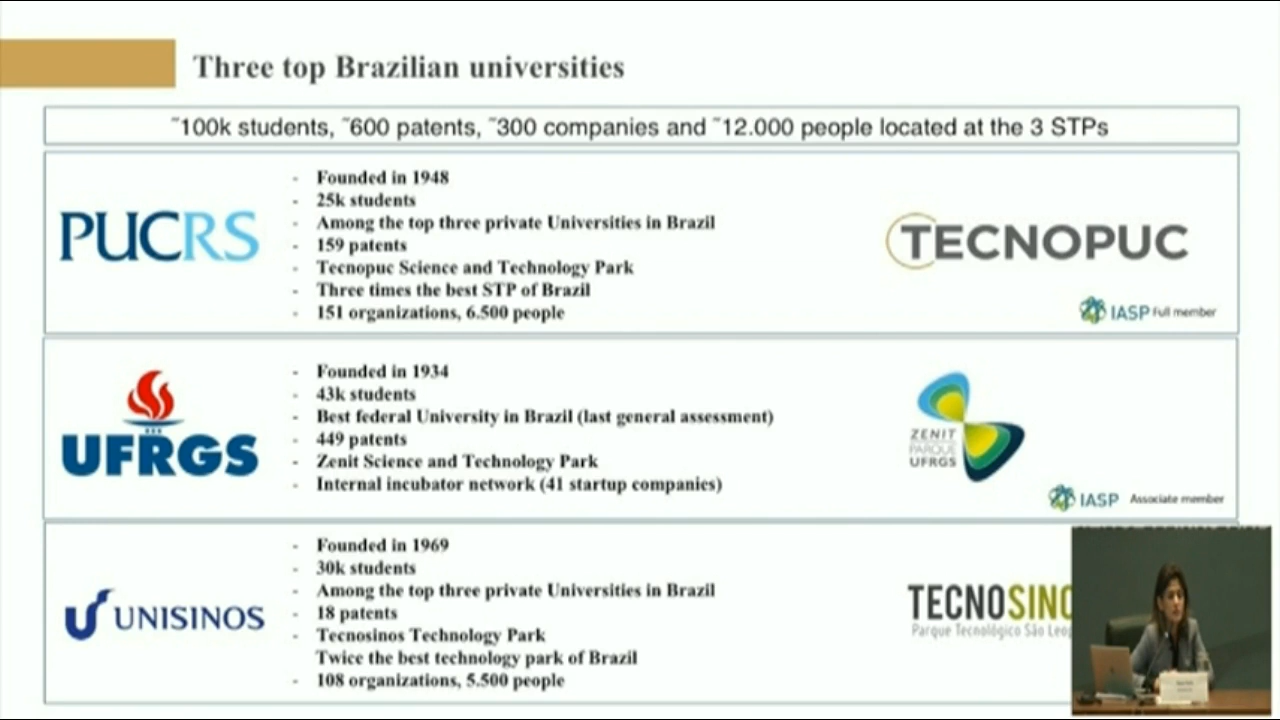 Three top Brazilian universities
˜100k students, ˜600 patents, ˜300 companies and ˜12.000 people located at the 3 STPs
PUCRS
- Founded in 1948
- 25k students
- Among the top three private Universities in Brazil
- 159 patents
- Tecnopuc Science and Technology Park
- Three times the best STP of Brazil
- 151 organizations, 6.500 people
TECNOPUC
IASP Full member
UFRGS
- Founded in 1934
- 43k students
- Best federal University in Brazil (last general assessment)
- 449 patents
- Zenit Science and Technology Park
- Internal incubator network (41 startup companies)
ZENIT
PARQUE
UFRGS
IASP Associate member
UNISINOS
- Founded in 1969
- 30k students
- Among the top three private Universities in Brazil
- 18 patents
- Tecnosinos Technology Park
Twice the best technology park of Brazil
- 108 organizations, 5.500 people
TECNOSINO
Parque Tecnológico São Leo